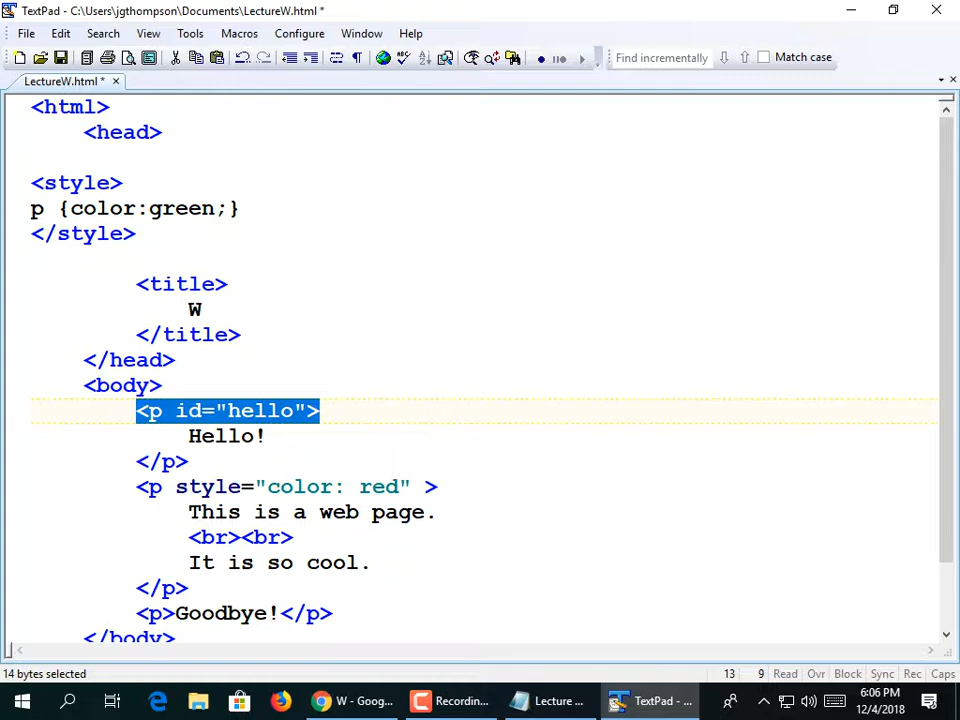 TextPad - C:\Users\jgthompson\Documents\LectureW.html *
File Edit Search View Tools Macros Configure Window Help
Find incrementally Match case
LectureW.html *
<html>
<head>
<style>
p {color:green;}
</style>
<title>
W
</title>
</head>
<body>
<p id="hello">
Hello!
</p>
<p style="color: red" >
This is a web page.
<br><br>
It is so cool.
</p>
<p>Goodbye!</p>
</body>
14 bytes selected 13 9 Read Ovr Block Sync Rec Caps
W - Goog... Recording... Lecture ... TextPad - ... 6:06 PM
12/4/2018